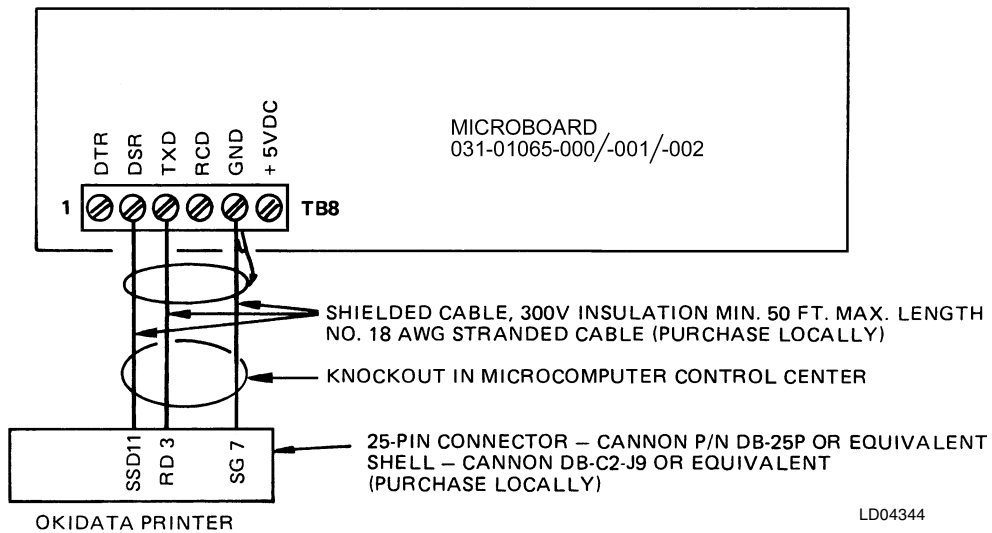 DTR
DSR
TXD
RCD
GND
+ 5VDC
MICROBOARD
031-01065-000/-001/-002
1
TB8
SHIELDED CABLE, 300V INSULATION MIN. 50 FT. MAX. LENGTH
NO. 18 AWG STRANDED CABLE (PURCHASE LOCALLY)
KNOCKOUT IN MICROCOMPUTER CONTROL CENTER
SSD11
RD 3
SG 7
25-PIN CONNECTOR – CANNON P/N DB-25P OR EQUIVALENT
SHELL – CANNON DB-C2-J9 OR EQUIVALENT
(PURCHASE LOCALLY)
OKIDATA PRINTER
LD04344